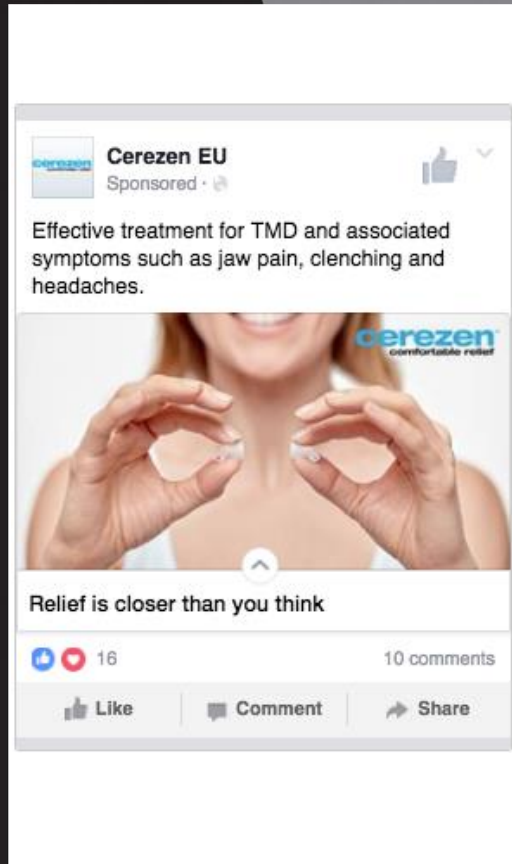 cerezen
Cerezen EU
Sponsored ·
Effective treatment for TMD and associated
symptoms such as jaw pain, clenching and
headaches.
cerezen
comfortable relief
Relief is closer than you think
16
10 comments
Like
Comment
Share